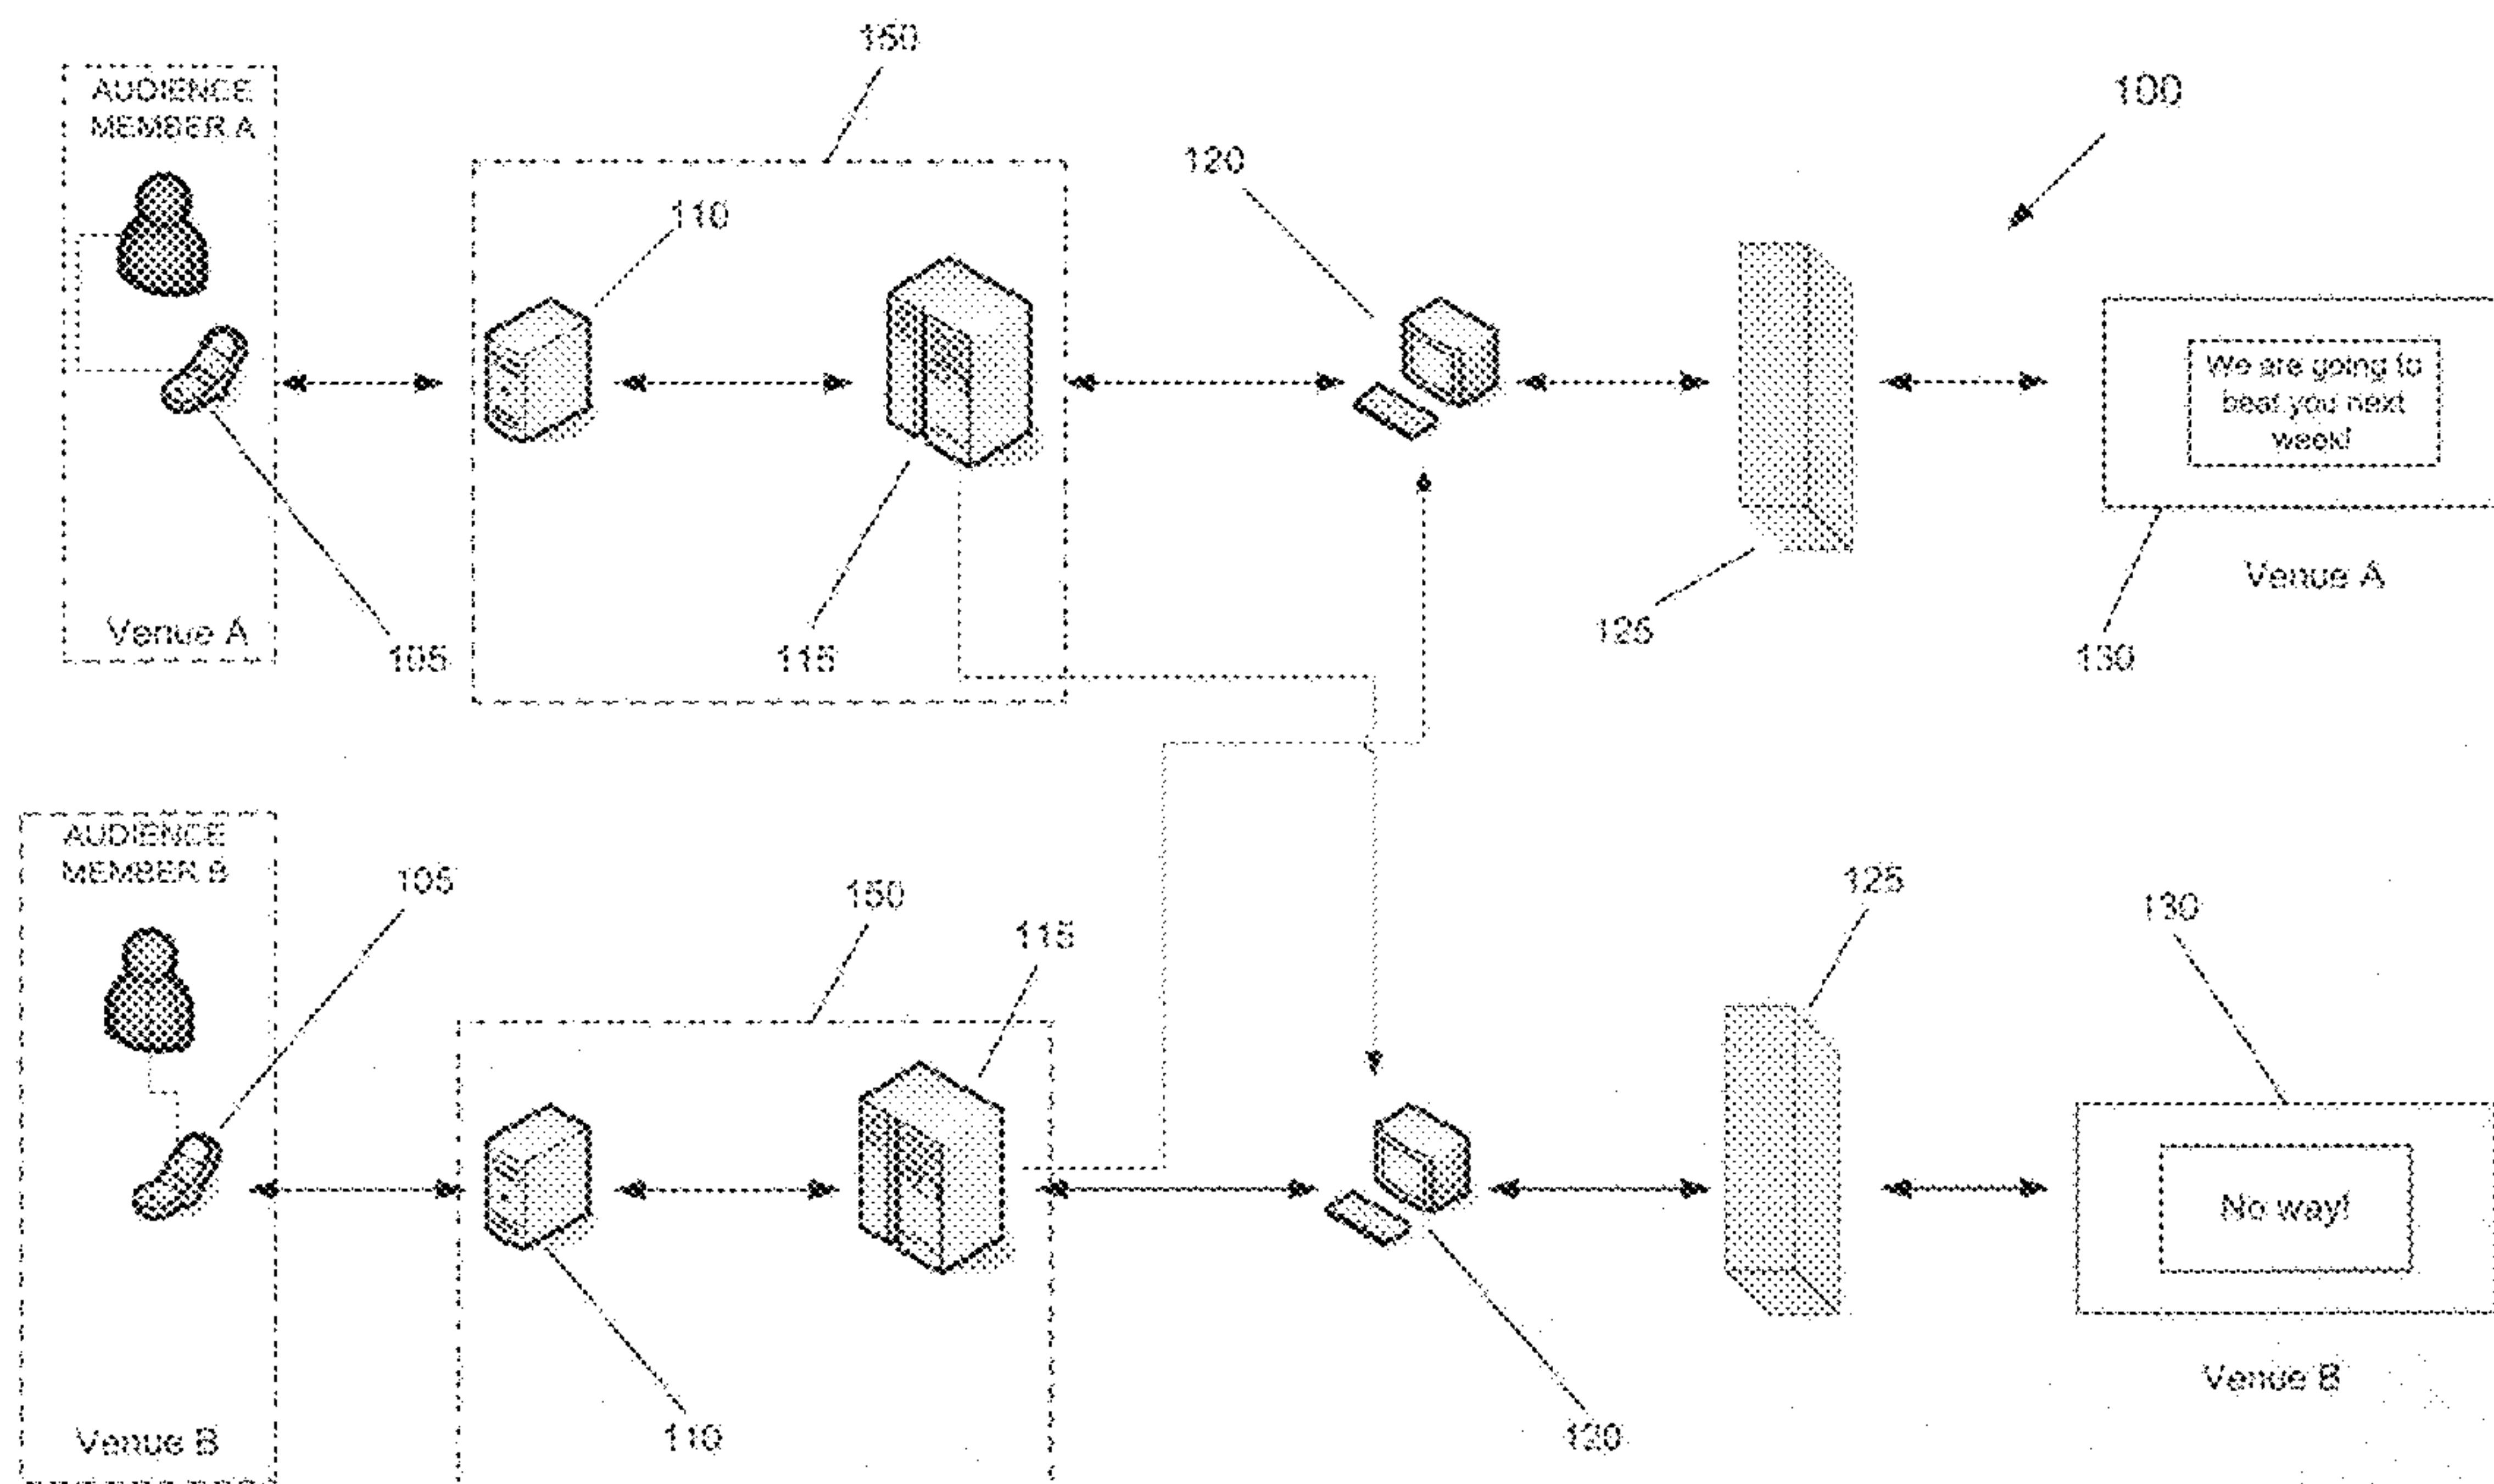 150
100
AUDIENCE
MEMBER A
120
110
We are going to
beat you next
week!
Venue A
125
Venue A
105
115
130
AUDIENCE
MEMBER B
105
150
125
130
115
No way!
Venue B
Venue B
110
120